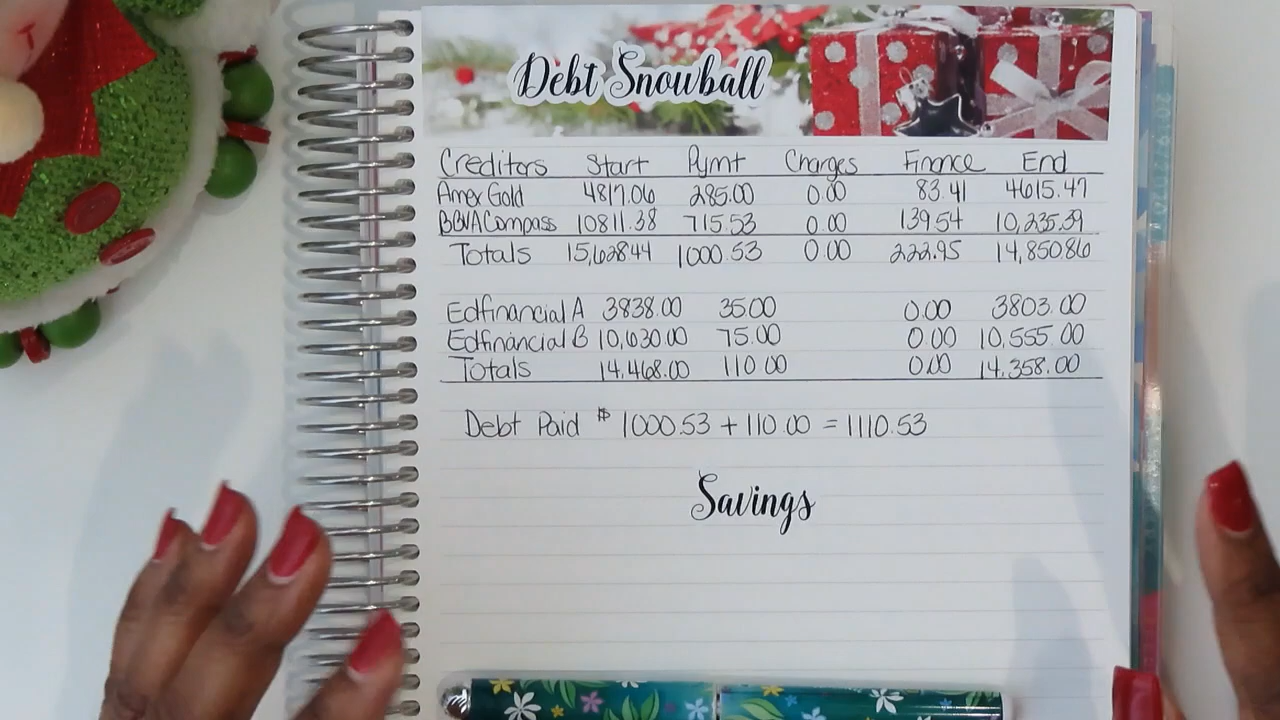 Debt Snowball
Creditors Start Pymt Charges Finance End
Amex Gold 4817.06 285.00 0.00 83.41 4615.47
BBVA Compass 10811.38 715.53 0.00 139.54 10,235.39
Totals 15,628.44 1000.53 0.00 222.95 14,850.86
Edfinancial A 3838.00 35.00 0.00 3803.00
Edfinancial B 10,630.00 75.00 0.00 10,555.00
Totals 14,468.00 110.00 0.00 14,358.00
Debt Paid $ 1000.53 + 110.00 = 1110.53
Savings